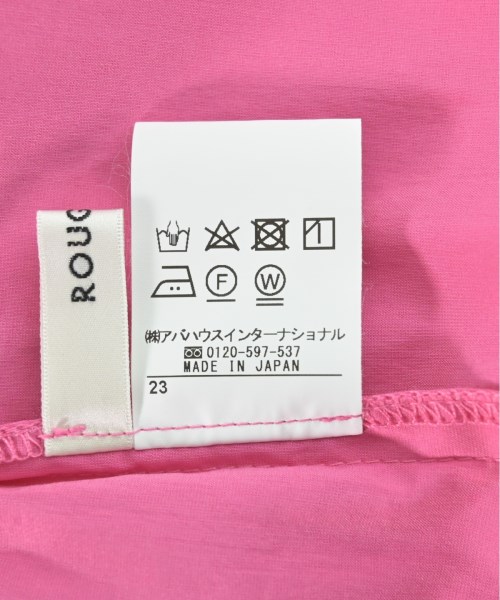 ROUG
F
W
(株)アバハウスインターナショナル
0120-597-537
MADE IN JAPAN
23